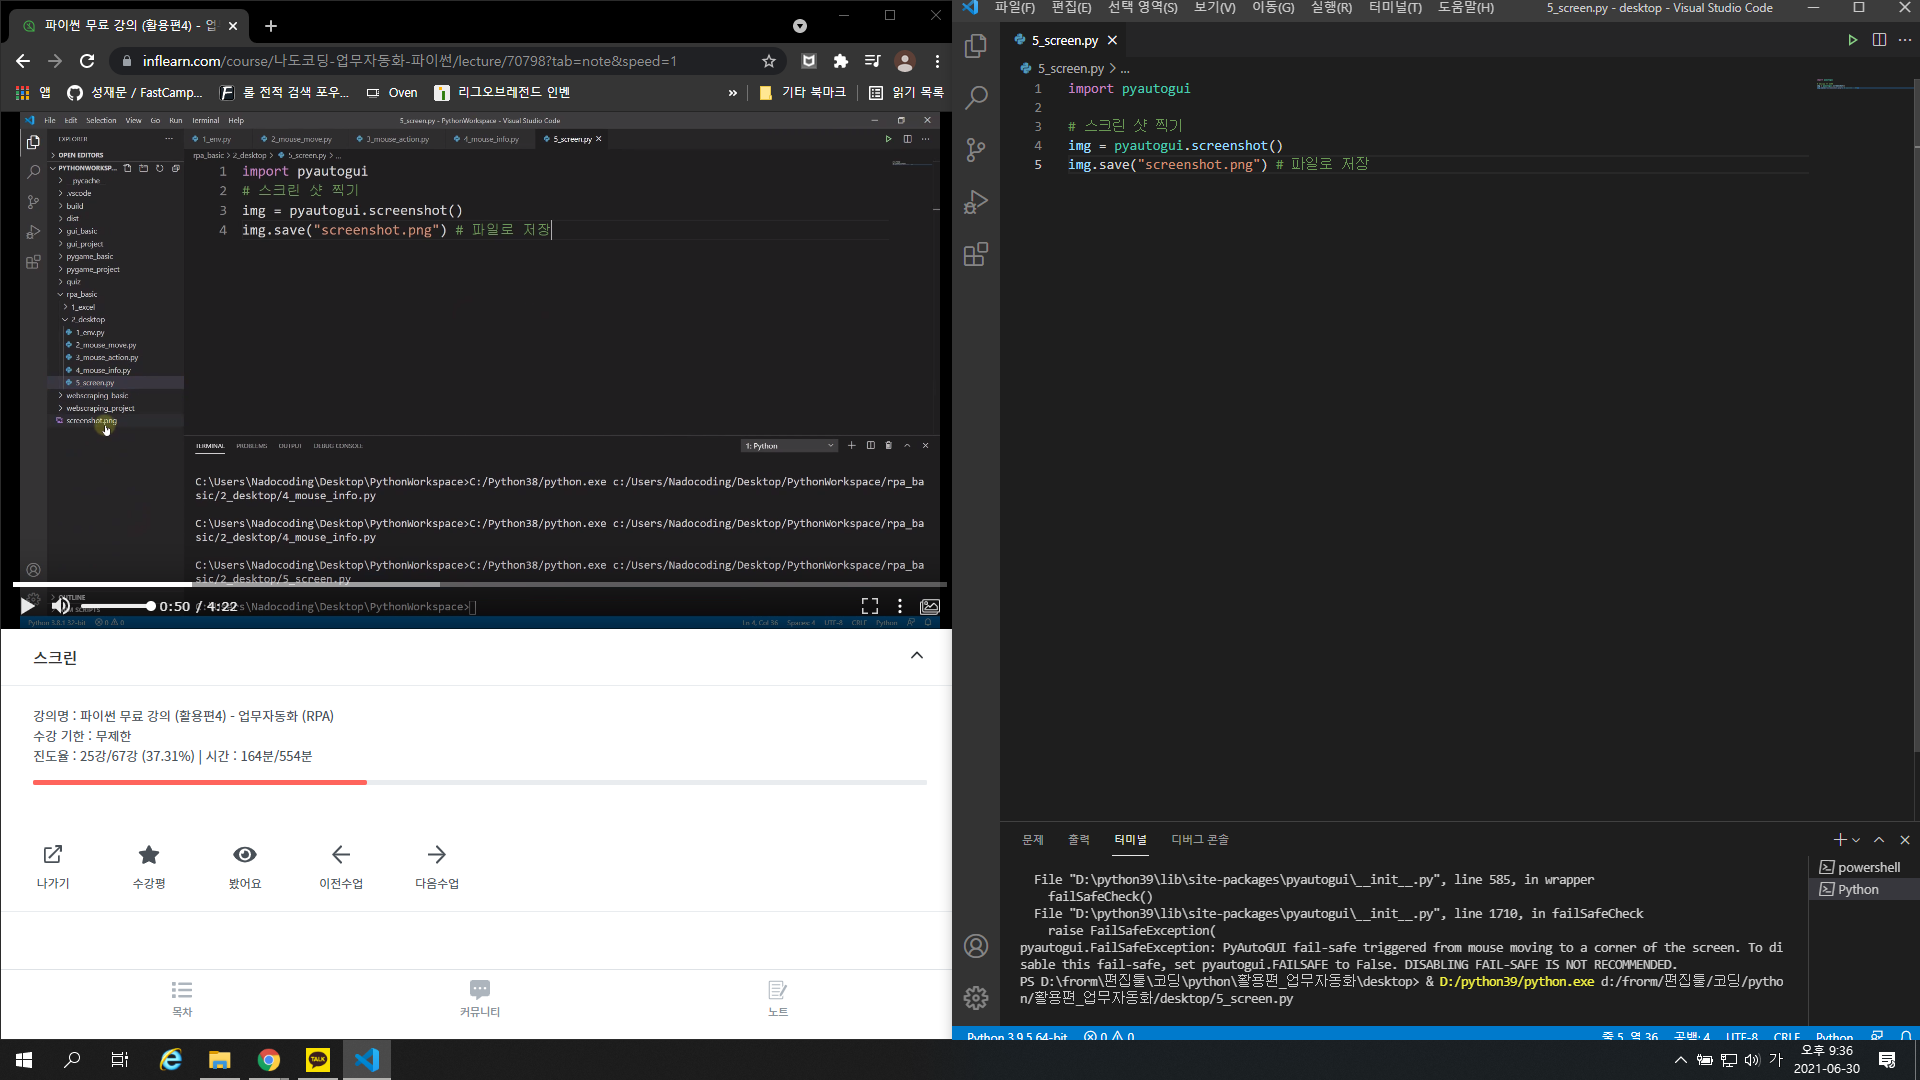 파이썬 무료 강의 (활용편4) - 업
inflearn.com/course/나도코딩-업무자동화-파이썬/lecture/70798?tab=note&speed=1
앱
성재문 / FastCamp...
롤 전적 검색 포우...
Oven
리그오브레전드 인벤
»
기타 북마크
읽기 목록
File Edit Selection View Go Run Terminal Help
5_screen.py - PythonWorkspace - Visual Studio Code
EXPLORER
1_env.py
2_mouse_move.py
3_mouse_action.py
4_mouse_info.py
5_screen.py
OPEN EDITORS
rpa_basic > 2_desktop > 5_screen.py > ...
PYTHONWORKSP...
__pycache__
.vscode
build
dist
gui_basic
gui_project
pygame_basic
pygame_project
quiz
rpa_basic
1_excel
2_desktop
1_env.py
2_mouse_move.py
3_mouse_action.py
4_mouse_info.py
5_screen.py
webscraping_basic
webscraping_project
screenshot.png
1 import pyautogui
2 # 스크린 샷 찍기
3 img = pyautogui.screenshot()
4 img.save("screenshot.png") # 파일로 저장
TERMINAL PROBLEMS OUTPUT DEBUG CONSOLE
1: Python
C:\Users\Nadocoding\Desktop\PythonWorkspace>C:/Python38/python.exe c:/Users/Nadocoding/Desktop/PythonWorkspace/rpa_ba
sic/2_desktop/4_mouse_info.py
C:\Users\Nadocoding\Desktop\PythonWorkspace>C:/Python38/python.exe c:/Users/Nadocoding/Desktop/PythonWorkspace/rpa_ba
sic/2_desktop/4_mouse_info.py
C:\Users\Nadocoding\Desktop\PythonWorkspace>C:/Python38/python.exe c:/Users/Nadocoding/Desktop/PythonWorkspace/rpa_ba
sic/2_desktop/5_screen.py
OUTLINE
0:50 / 4:22
\Users\Nadocoding\Desktop\PythonWorkspace>
Python 3.8.1 32-bit 0 0
Ln 4, Col 36 Spaces: 4 UTF-8 CRLF Python
스크린
강의명 : 파이썬 무료 강의 (활용편4) - 업무자동화 (RPA)
수강 기한 : 무제한
진도율 : 25강/67강 (37.31%) | 시간 : 164분/554분
나가기
수강평
봤어요
이전수업
다음수업
목차
커뮤니티
노트
파일(F) 편집(E) 선택 영역(S) 보기(V) 이동(G) 실행(R) 터미널(T) 도움말(H)
5_screen.py - desktop - Visual Studio Code
5_screen.py
5_screen.py > ...
1 import pyautogui
2
3 # 스크린 샷 찍기
4 img = pyautogui.screenshot()
5 img.save("screenshot.png") # 파일로 저장
문제 출력 터미널 디버그 콘솔
powershell
Python
File "D:\python39\lib\site-packages\pyautogui\__init__.py", line 585, in wrapper
failSafeCheck()
File "D:\python39\lib\site-packages\pyautogui\__init__.py", line 1710, in failSafeCheck
raise FailSafeException(
pyautogui.FailSafeException: PyAutoGUI fail-safe triggered from mouse moving to a corner of the screen. To di
sable this fail-safe, set pyautogui.FAILSAFE to False. DISABLING FAIL-SAFE IS NOT RECOMMENDED.
PS D:\frorm\편집툴\코딩\python\활용편_업무자동화\desktop> & D:/python39/python.exe d:/frorm/편집툴/코딩/pytho
n/활용편_업무자동화/desktop/5_screen.py
Python 3.9.5 64-bit 0 0
줄 5, 열 36 공백: 4 UTF-8 CRLF Python
TALK
가
오후 9:36
2021-06-30